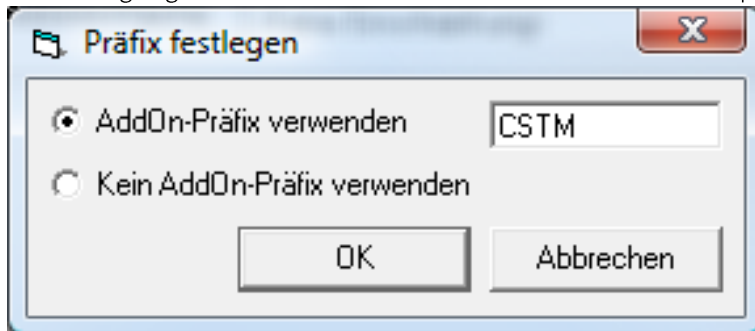 Präfix festlegen
AddOn-Präfix verwenden CSTM
Kein AddOn-Präfix verwenden
OK Abbrechen